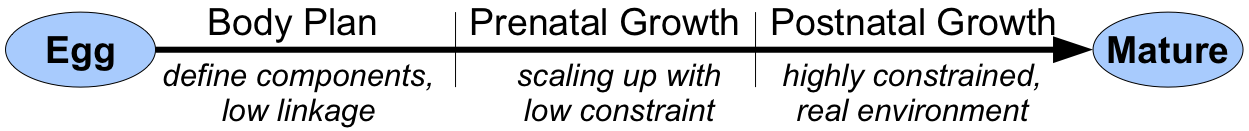 Egg
Body Plan
define components,
low linkage
Prenatal Growth
scaling up with
low constraint
Postnatal Growth
highly constrained,
real environment
Mature